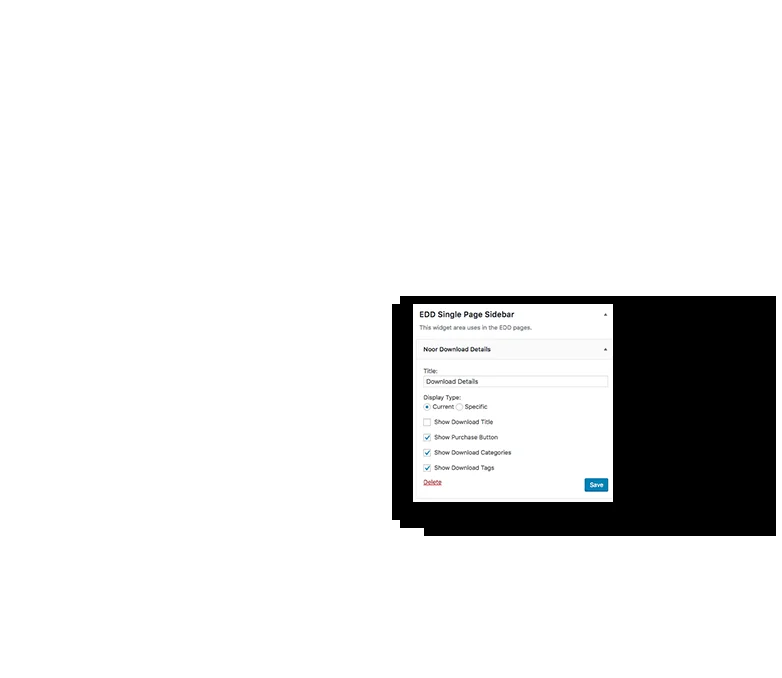 EDD Single Page Sidebar
This widget area uses in the EDD pages.
Noor Download Details
Title:
Download Details
Display Type:
Current Specific
Show Download Title
Show Purchase Button
Show Download Categories
Show Download Tags
Delete
Save